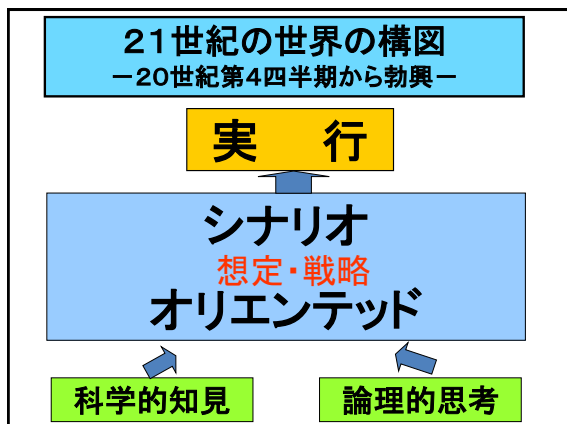 21世紀の世界の構図
－20世紀第4四半期から勃興－
実　行
シナリオ
想定・戦略
オリエンテッド
科学的知見
論理的思考